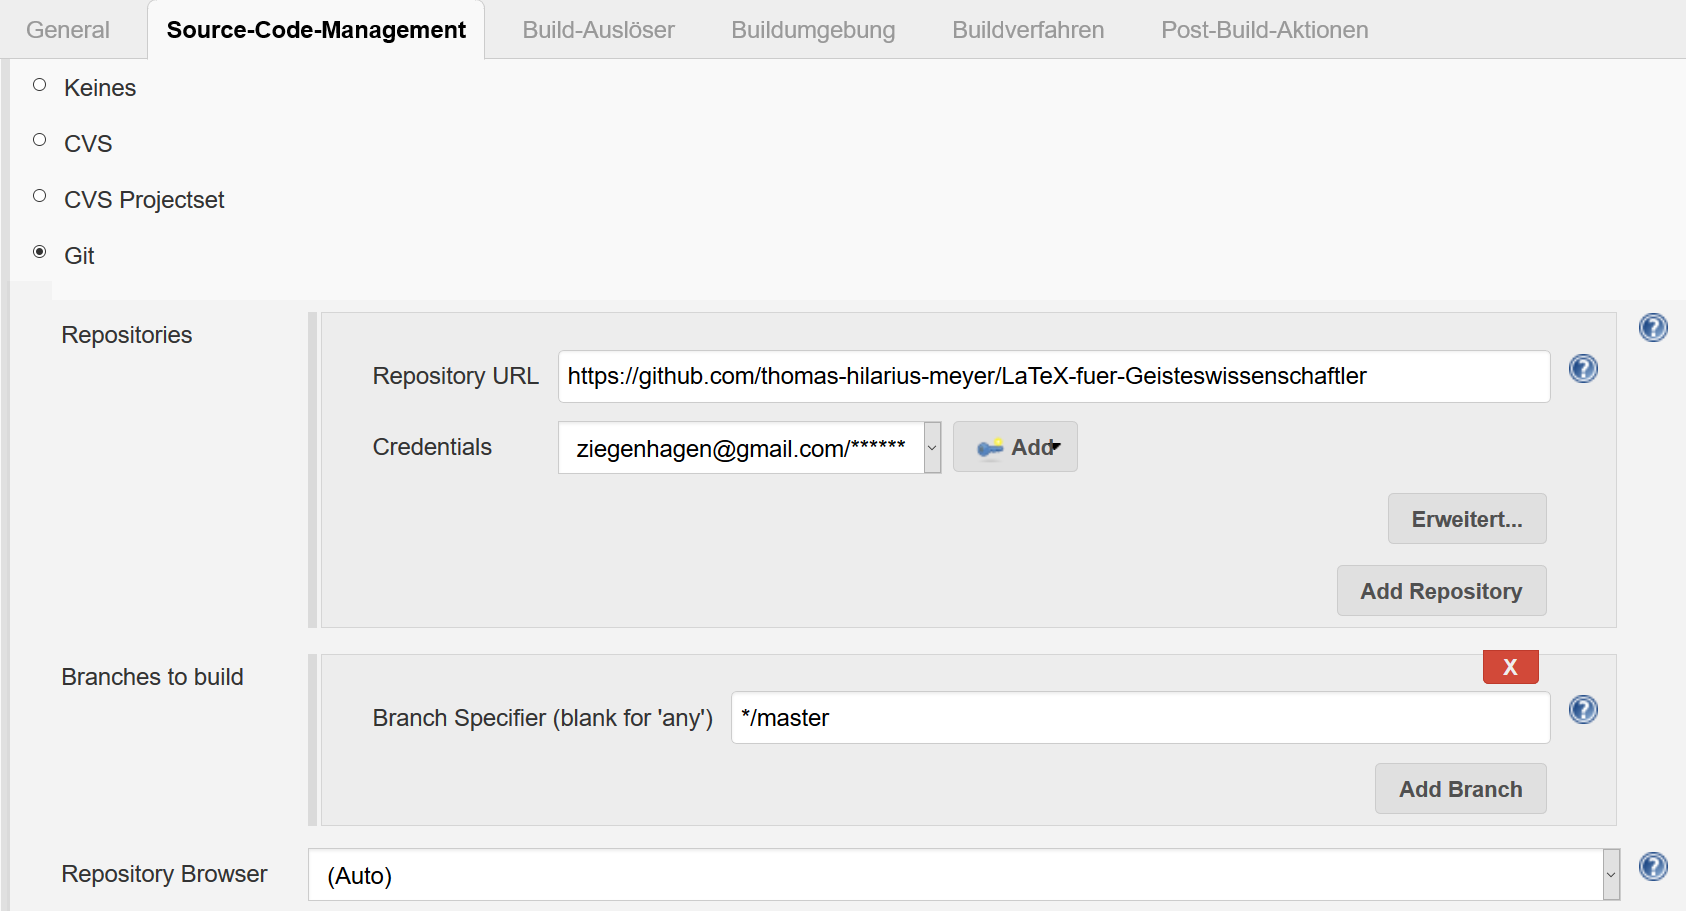 General Source-Code-Management Build-Auslöser Buildumgebung Buildverfahren Post-Build-Aktionen
Keines
CVS
CVS Projectset
Git
Repositories
Repository URL https://github.com/thomas-hilarius-meyer/LaTeX-fuer-Geisteswissenschaftler
Credentials ziegenhagen@gmail.com/****** Add
Erweitert...
Add Repository
Branches to build
X
Branch Specifier (blank for 'any') */master
Add Branch
Repository Browser (Auto)